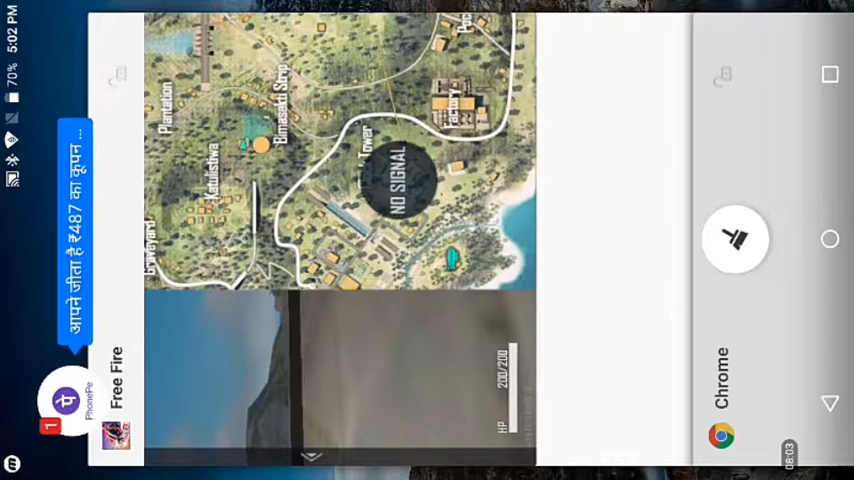 5:02 PM
70%
आपने जीता है ₹487 का कूपन ...
1
PhonePe
Free Fire
Plantation
Bimasakti Strip
Katulistiwa
Graveyard
Tower
Factory
NO SIGNAL
HP 200/200
Chrome
08:03